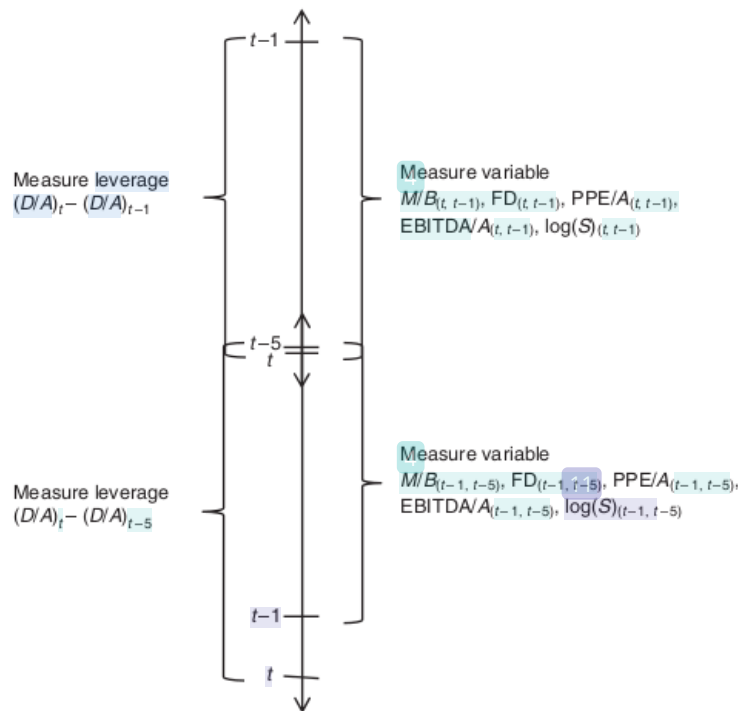 t−1
Measure leverage
(D/A)t − (D/A)t−1
Measure variable
M/B(t, t−1), FD(t, t−1), PPE/A(t, t−1),
EBITDA/A(t, t−1), log(S)(t, t−1)
t−5
t
Measure leverage
(D/A)t − (D/A)t−5
Measure variable
M/B(t−1, t−5), FD(t−1, t−5), PPE/A(t−1, t−5),
EBITDA/A(t−1, t−5), log(S)(t−1, t−5)
t−1
t